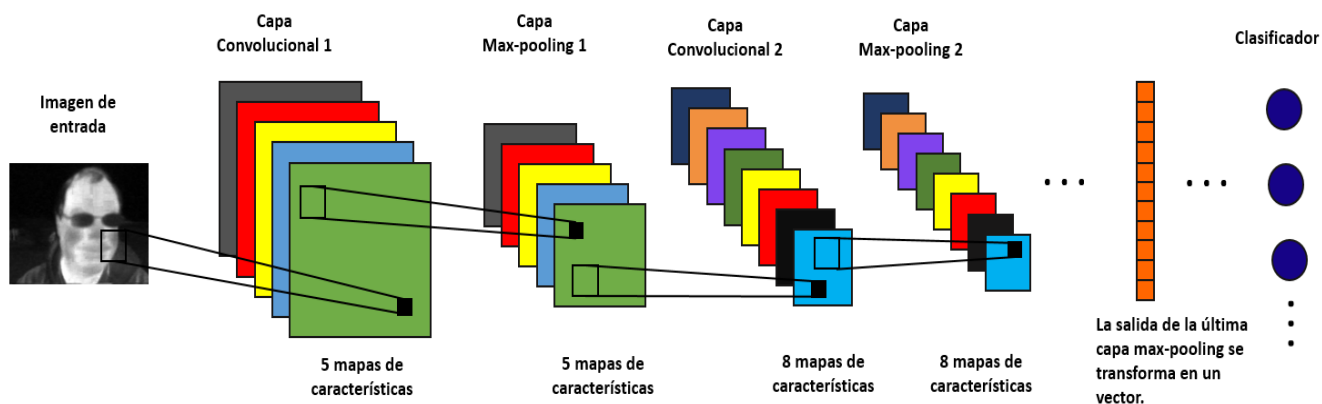 Capa
Convolucional 1
Capa
Max-pooling 1
Capa
Convolucional 2
Capa
Max-pooling 2
Clasificador
Imagen de
entrada
5 mapas de
características
5 mapas de
características
8 mapas de
características
8 mapas de
características
La salida de la última
capa max-pooling se
transforma en un
vector.